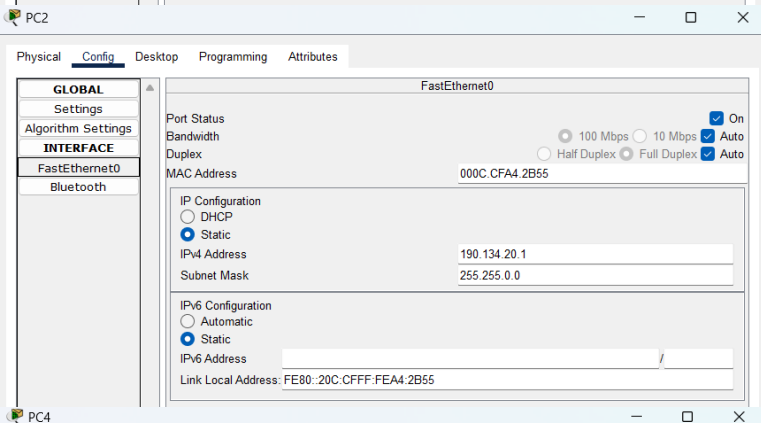 PC2
Physical Config Desktop Programming Attributes
GLOBAL
Settings
Algorithm Settings
INTERFACE
FastEthernet0
Bluetooth
FastEthernet0
Port Status On
Bandwidth 100 Mbps 10 Mbps Auto
Duplex Half Duplex Full Duplex Auto
MAC Address 000C.CFA4.2B55
IP Configuration
DHCP
Static
IPv4 Address 190.134.20.1
Subnet Mask 255.255.0.0
IPv6 Configuration
Automatic
Static
IPv6 Address /
Link Local Address: FE80::20C:CFFF:FEA4:2B55
PC4